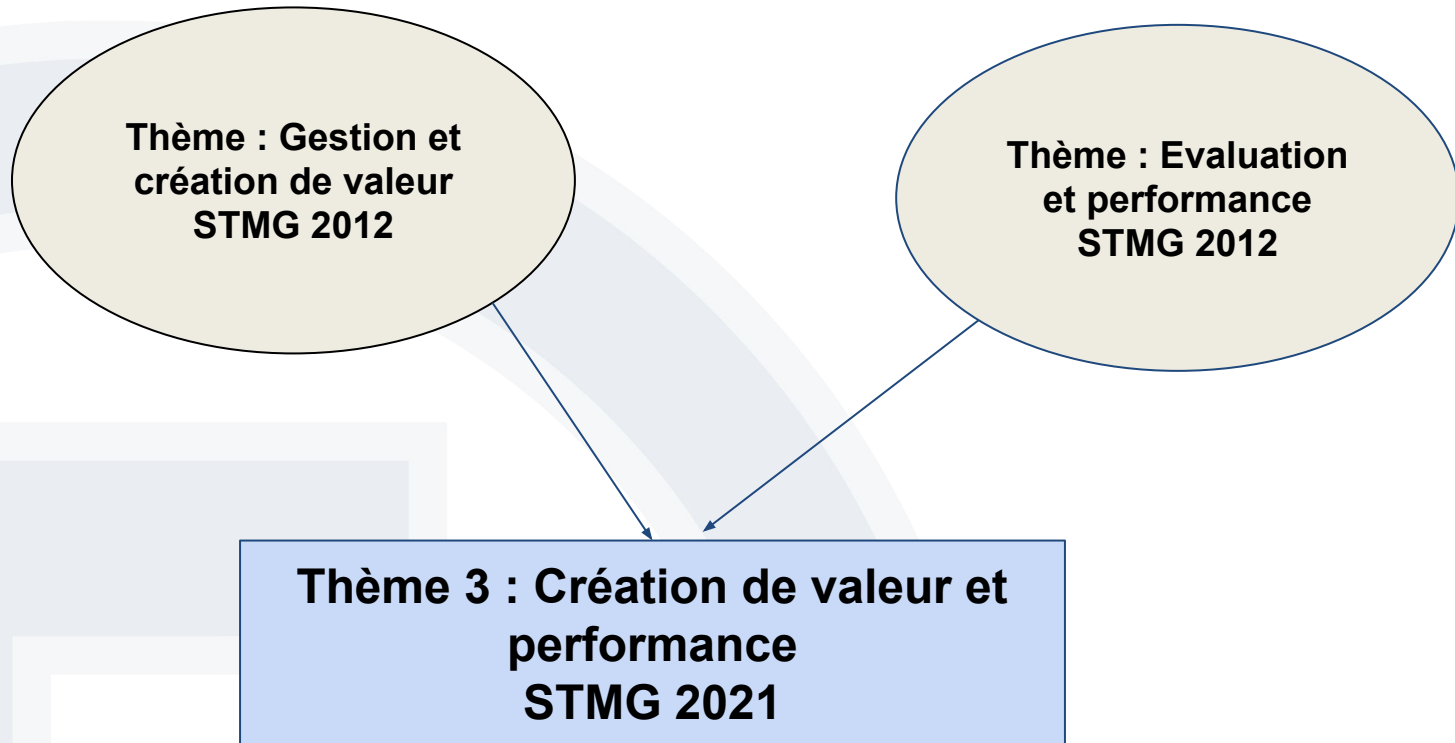 Thème : Gestion et
création de valeur
STMG 2012
Thème : Evaluation
et performance
STMG 2012
Thème 3 : Création de valeur et
performance
STMG 2021